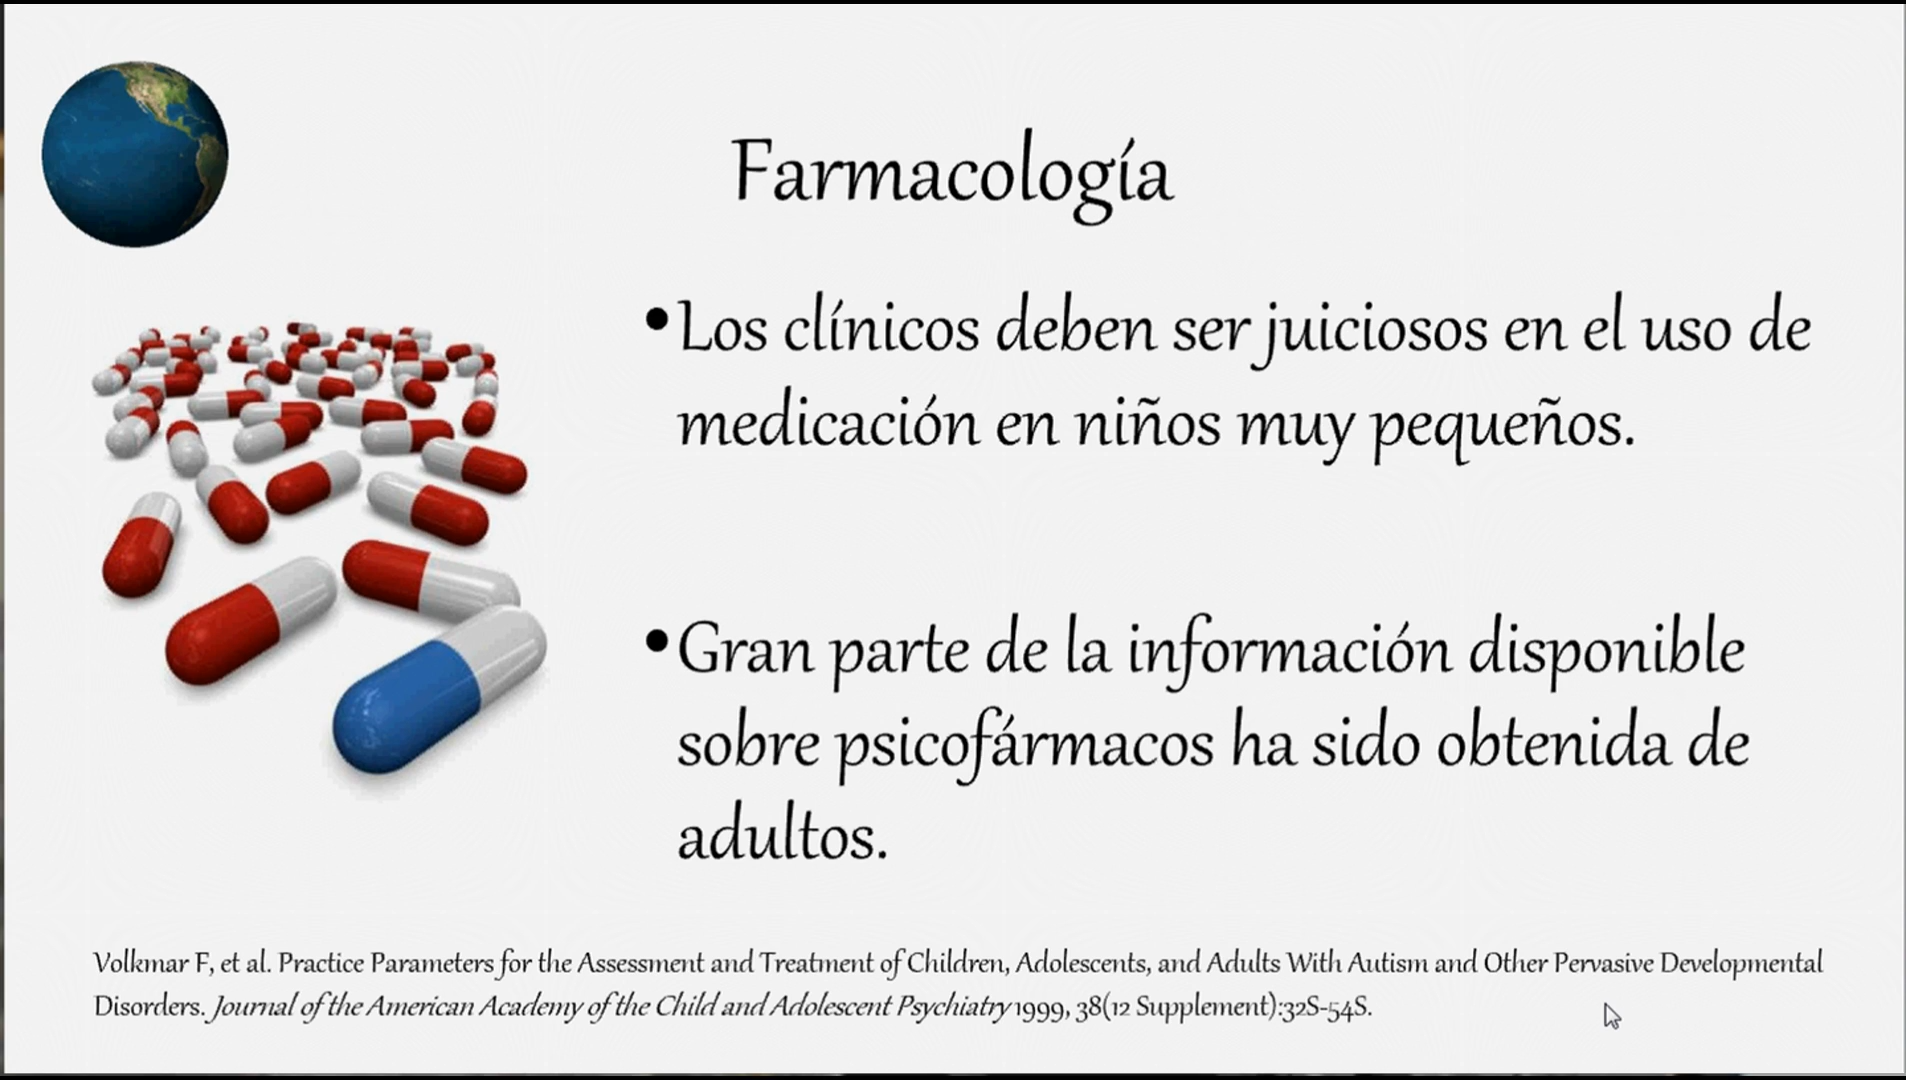 Farmacología
•Los clínicos deben ser juiciosos en el uso de
medicación en niños muy pequeños.
•Gran parte de la información disponible
sobre psicofármacos ha sido obtenida de
adultos.
Volkmar F, et al. Practice Parameters for the Assessment and Treatment of Children, Adolescents, and Adults With Autism and Other Pervasive Developmental
Disorders. Journal of the American Academy of the Child and Adolescent Psychiatry 1999, 38(12 Supplement):32S-54S.